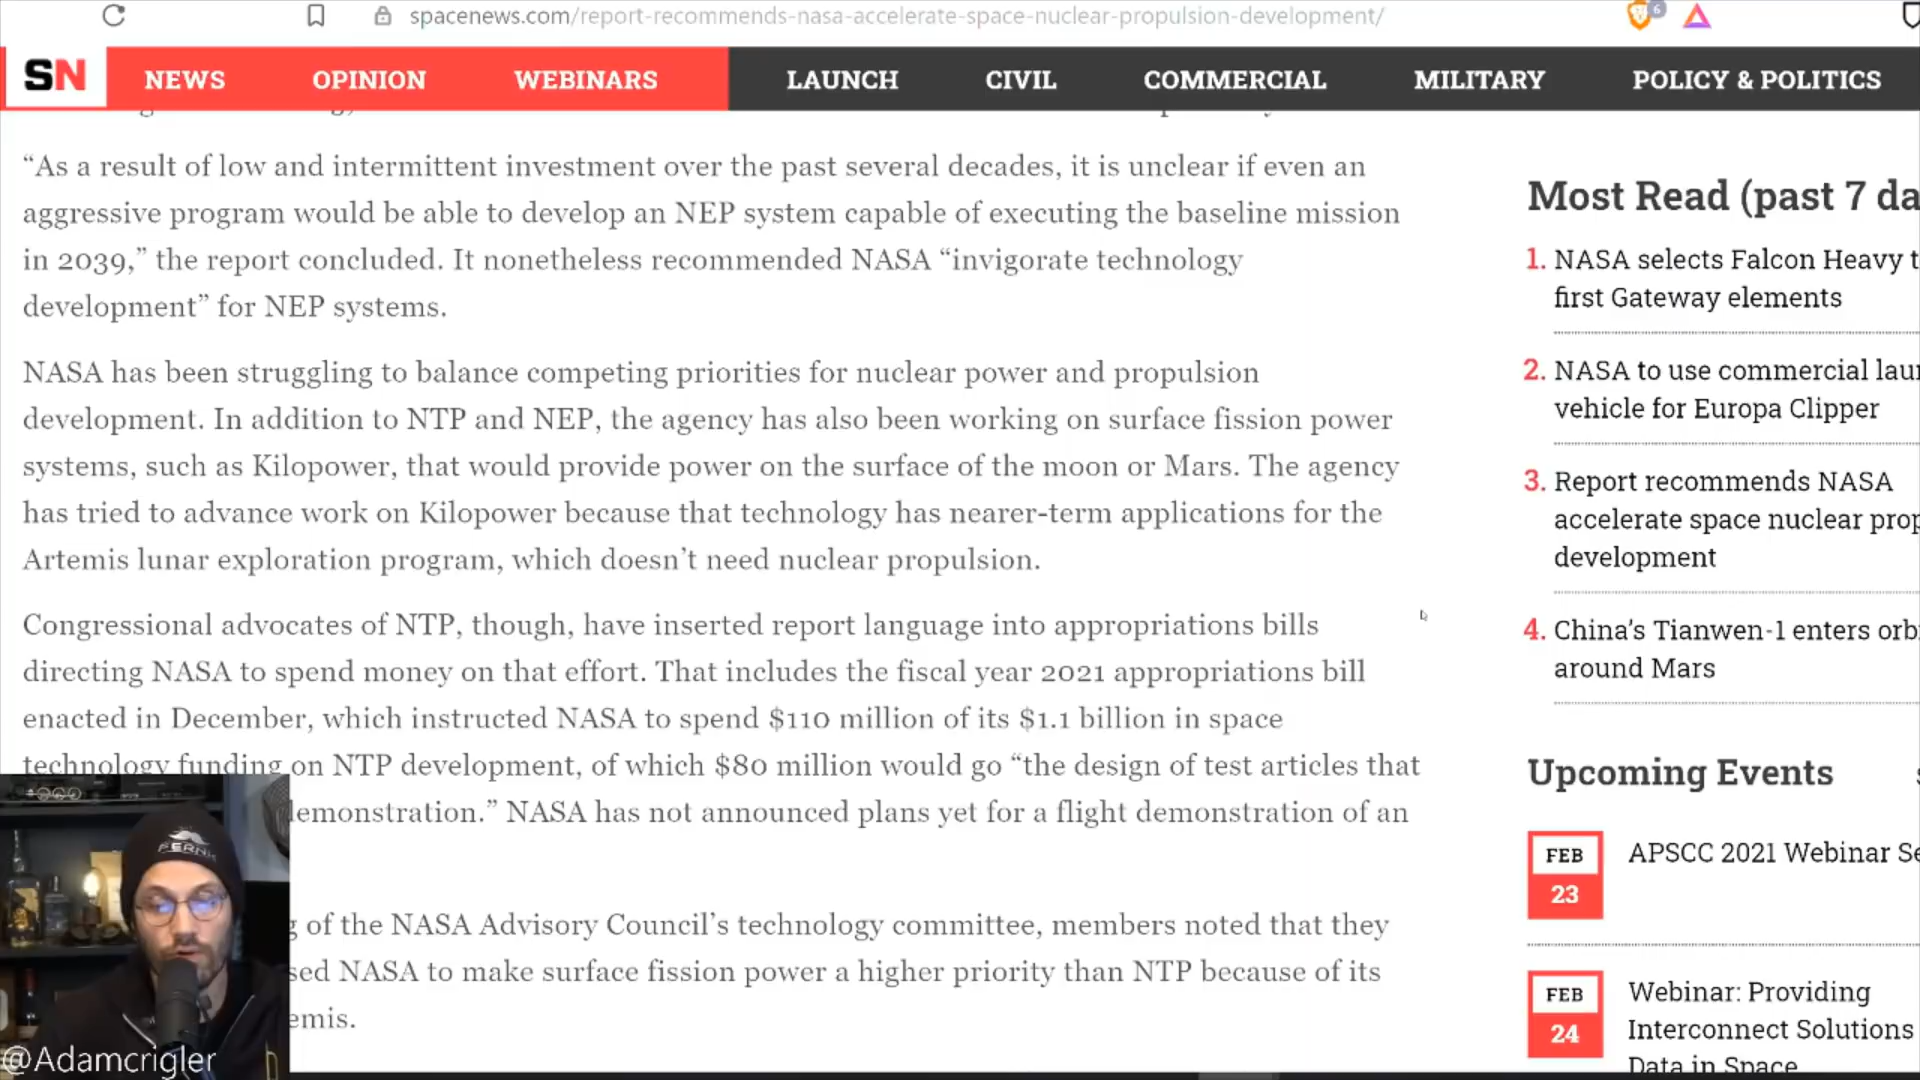 spacenews.com/report-recommends-nasa-accelerate-space-nuclear-propulsion-development/
6
SN
NEWS
OPINION
WEBINARS
LAUNCH
CIVIL
COMMERCIAL
MILITARY
POLICY & POLITICS
“As a result of low and intermittent investment over the past several decades, it is unclear if even an
aggressive program would be able to develop an NEP system capable of executing the baseline mission
in 2039,” the report concluded. It nonetheless recommended NASA “invigorate technology
development” for NEP systems.
NASA has been struggling to balance competing priorities for nuclear power and propulsion
development. In addition to NTP and NEP, the agency has also been working on surface fission power
systems, such as Kilopower, that would provide power on the surface of the moon or Mars. The agency
has tried to advance work on Kilopower because that technology has nearer-term applications for the
Artemis lunar exploration program, which doesn’t need nuclear propulsion.
Congressional advocates of NTP, though, have inserted report language into appropriations bills
directing NASA to spend money on that effort. That includes the fiscal year 2021 appropriations bill
enacted in December, which instructed NASA to spend $110 million of its $1.1 billion in space
technology funding on NTP development, of which $80 million would go “the design of test articles that
demonstration.” NASA has not announced plans yet for a flight demonstration of an
g of the NASA Advisory Council’s technology committee, members noted that they
sed NASA to make surface fission power a higher priority than NTP because of its
emis.
Most Read (past 7 da
1. NASA selects Falcon Heavy t
first Gateway elements
2. NASA to use commercial lau
vehicle for Europa Clipper
3. Report recommends NASA
accelerate space nuclear prop
development
4. China’s Tianwen-1 enters orb
around Mars
Upcoming Events
FEB
23
APSCC 2021 Webinar Se
FEB
24
Webinar: Providing
Interconnect Solutions
Data in Space
@Adamcrigler